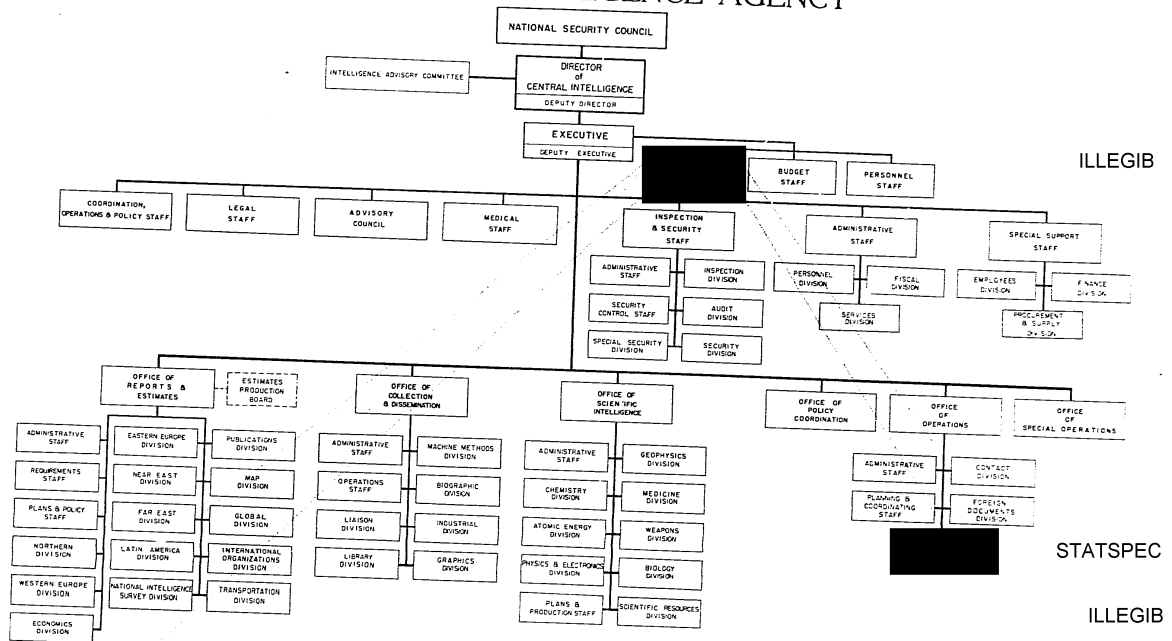 AGENCY
NATIONAL SECURITY COUNCIL
INTELLIGENCE ADVISORY COMMITTEE
DIRECTOR
of
CENTRAL INTELLIGENCE
DEPUTY DIRECTOR
EXECUTIVE
DEPUTY EXECUTIVE
BUDGET
STAFF
PERSONNEL
STAFF
ILLEGIB
COORDINATION,
OPERATIONS & POLICY STAFF
LEGAL
STAFF
ADVISORY
COUNCIL
MEDICAL
STAFF
INSPECTION
& SECURITY
STAFF
ADMINISTRATIVE
STAFF
SPECIAL SUPPORT
STAFF
ADMINISTRATIVE
STAFF
INSPECTION
DIVISION
SECURITY
CONTROL STAFF
AUDIT
DIVISION
SPECIAL SECURITY
DIVISION
SECURITY
DIVISION
PERSONNEL
DIVISION
FISCAL
DIVISION
SERVICES
DIVISION
EMPLOYEES
DIVISION
FINANCE
DIVISION
PROCUREMENT
& SUPPLY
DIVISION
OFFICE OF
REPORTS &
ESTIMATES
ESTIMATES
PRODUCTION
BOARD
OFFICE OF
COLLECTION
& DISSEMINATION
OFFICE OF
SCIENTIFIC
INTELLIGENCE
OFFICE OF
POLICY
COORDINATION
OFFICE
OF
OPERATIONS
OFFICE
OF
SPECIAL OPERATIONS
ADMINISTRATIVE
STAFF
EASTERN EUROPE
DIVISION
PUBLICATIONS
DIVISION
REQUIREMENTS
STAFF
NEAR EAST
DIVISION
MAP
DIVISION
PLANS & POLICY
STAFF
FAR EAST
DIVISION
GLOBAL
DIVISION
NORTHERN
DIVISION
LATIN AMERICA
DIVISION
INTERNATIONAL
ORGANIZATIONS
DIVISION
WESTERN EUROPE
DIVISION
NATIONAL INTELLIGENCE
SURVEY DIVISION
TRANSPORTATION
DIVISION
ECONOMICS
DIVISION
ADMINISTRATIVE
STAFF
MACHINE METHODS
DIVISION
OPERATIONS
STAFF
BIOGRAPHIC
DIVISION
LIAISON
DIVISION
INDUSTRIAL
DIVISION
LIBRARY
DIVISION
GRAPHICS
DIVISION
ADMINISTRATIVE
STAFF
GEOPHYSICS
DIVISION
CHEMISTRY
DIVISION
MEDICINE
DIVISION
ATOMIC ENERGY
DIVISION
WEAPONS
DIVISION
PHYSICS & ELECTRONICS
DIVISION
BIOLOGY
DIVISION
PLANS &
PRODUCTION STAFF
SCIENTIFIC RESOURCES
DIVISION
ADMINISTRATIVE
STAFF
CONTACT
DIVISION
PLANNING &
COORDINATING
STAFF
FOREIGN
DOCUMENTS
DIVISION
STATSPEC
ILLEGIB